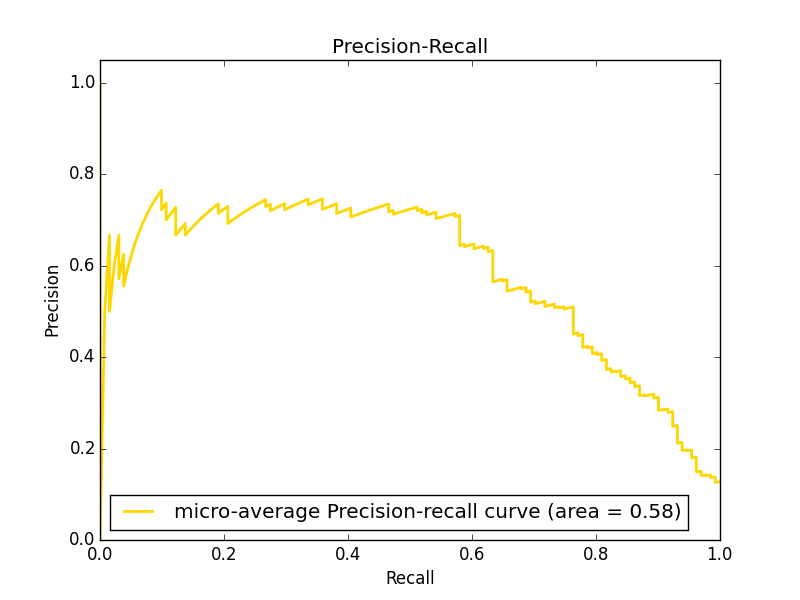 Precision-Recall
1.0
0.8
0.6
0.4
0.2
0.0
Precision
micro-average Precision-recall curve (area = 0.58)
0.0 0.2 0.4 0.6 0.8 1.0
Recall